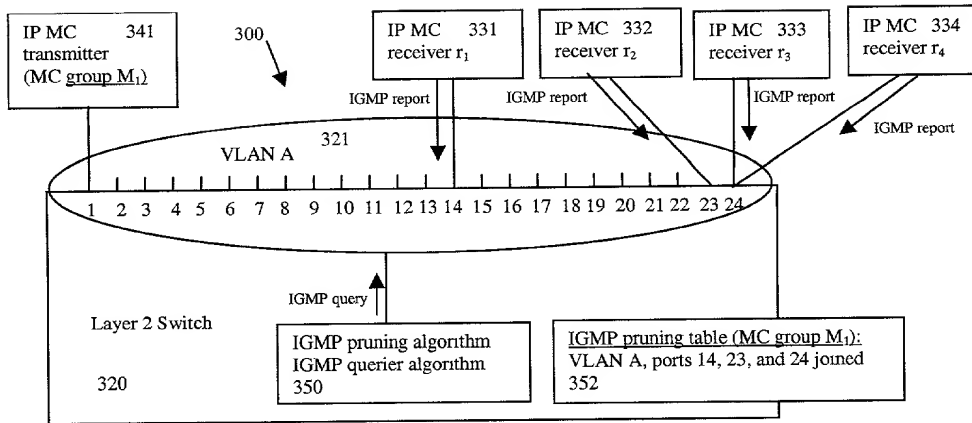 IP MC 341
transmitter
(MC group M1)
300
IP MC 331
receiver r1
IP MC 332
receiver r2
IP MC 333
receiver r3
IP MC 334
receiver r4
IGMP report
IGMP report
IGMP report
IGMP report
VLAN A 321
1 2 3 4 5 6 7 8 9 10 11 12 13 14 15 16 17 18 19 20 21 22 23 24
IGMP query
Layer 2 Switch
320
IGMP pruning algorithm
IGMP querier algorithm
350
IGMP pruning table (MC group M1):
VLAN A, ports 14, 23, and 24 joined
352